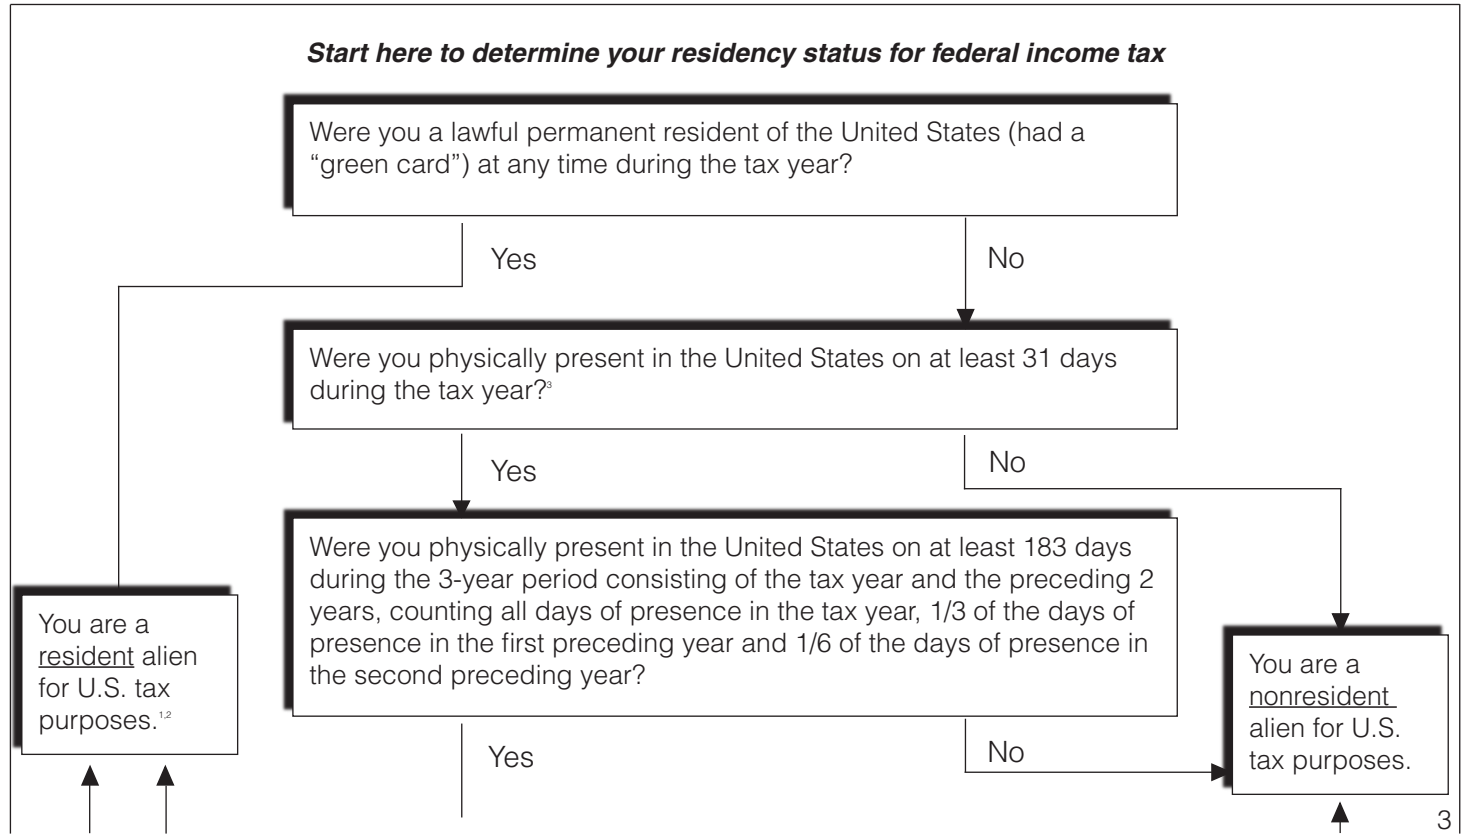 Start here to determine your residency status for federal income tax
Were you a lawful permanent resident of the United States (had a
“green card”) at any time during the tax year?
Yes
No
Were you physically present in the United States on at least 31 days
during the tax year?3
Yes
No
Were you physically present in the United States on at least 183 days
during the 3-year period consisting of the tax year and the preceding 2
years, counting all days of presence in the tax year, 1/3 of the days of
presence in the first preceding year and 1/6 of the days of presence in
the second preceding year?
You are a
resident alien
for U.S. tax
purposes.1,2
You are a
nonresident
alien for U.S.
tax purposes.
Yes
No
3